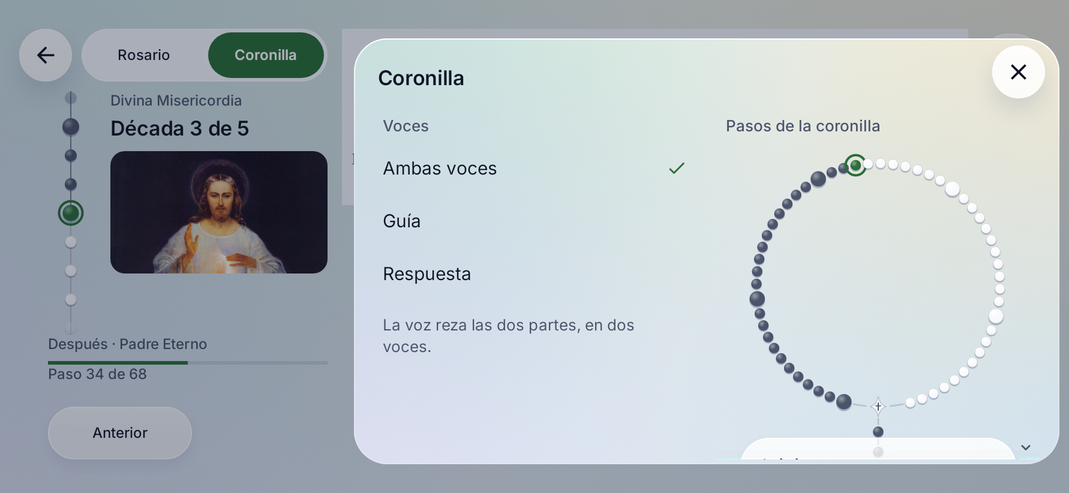 Rosario
Coronilla
Divina Misericordia
Década 3 de 5
Después · Padre Eterno
Paso 34 de 68
Anterior
Coronilla
Voces
Ambas voces
Guía
Respuesta
La voz reza las dos partes, en dos
voces.
Pasos de la coronilla